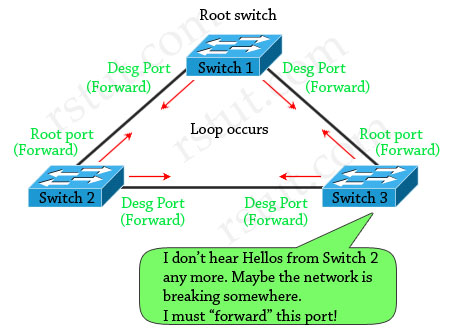 Root switch
Desg Port
(Forward)
Switch 1
Desg Port
(Forward)
Loop occurs
Root port
(Forward)
Root port
(Forward)
Switch 2
Desg Port
(Forward)
Desg Port
(Forward)
Switch 3
I don't hear Hellos from Switch 2
any more. Maybe the network is
breaking somewhere.
I must "forward" this port!
rstut.com
rstut.com